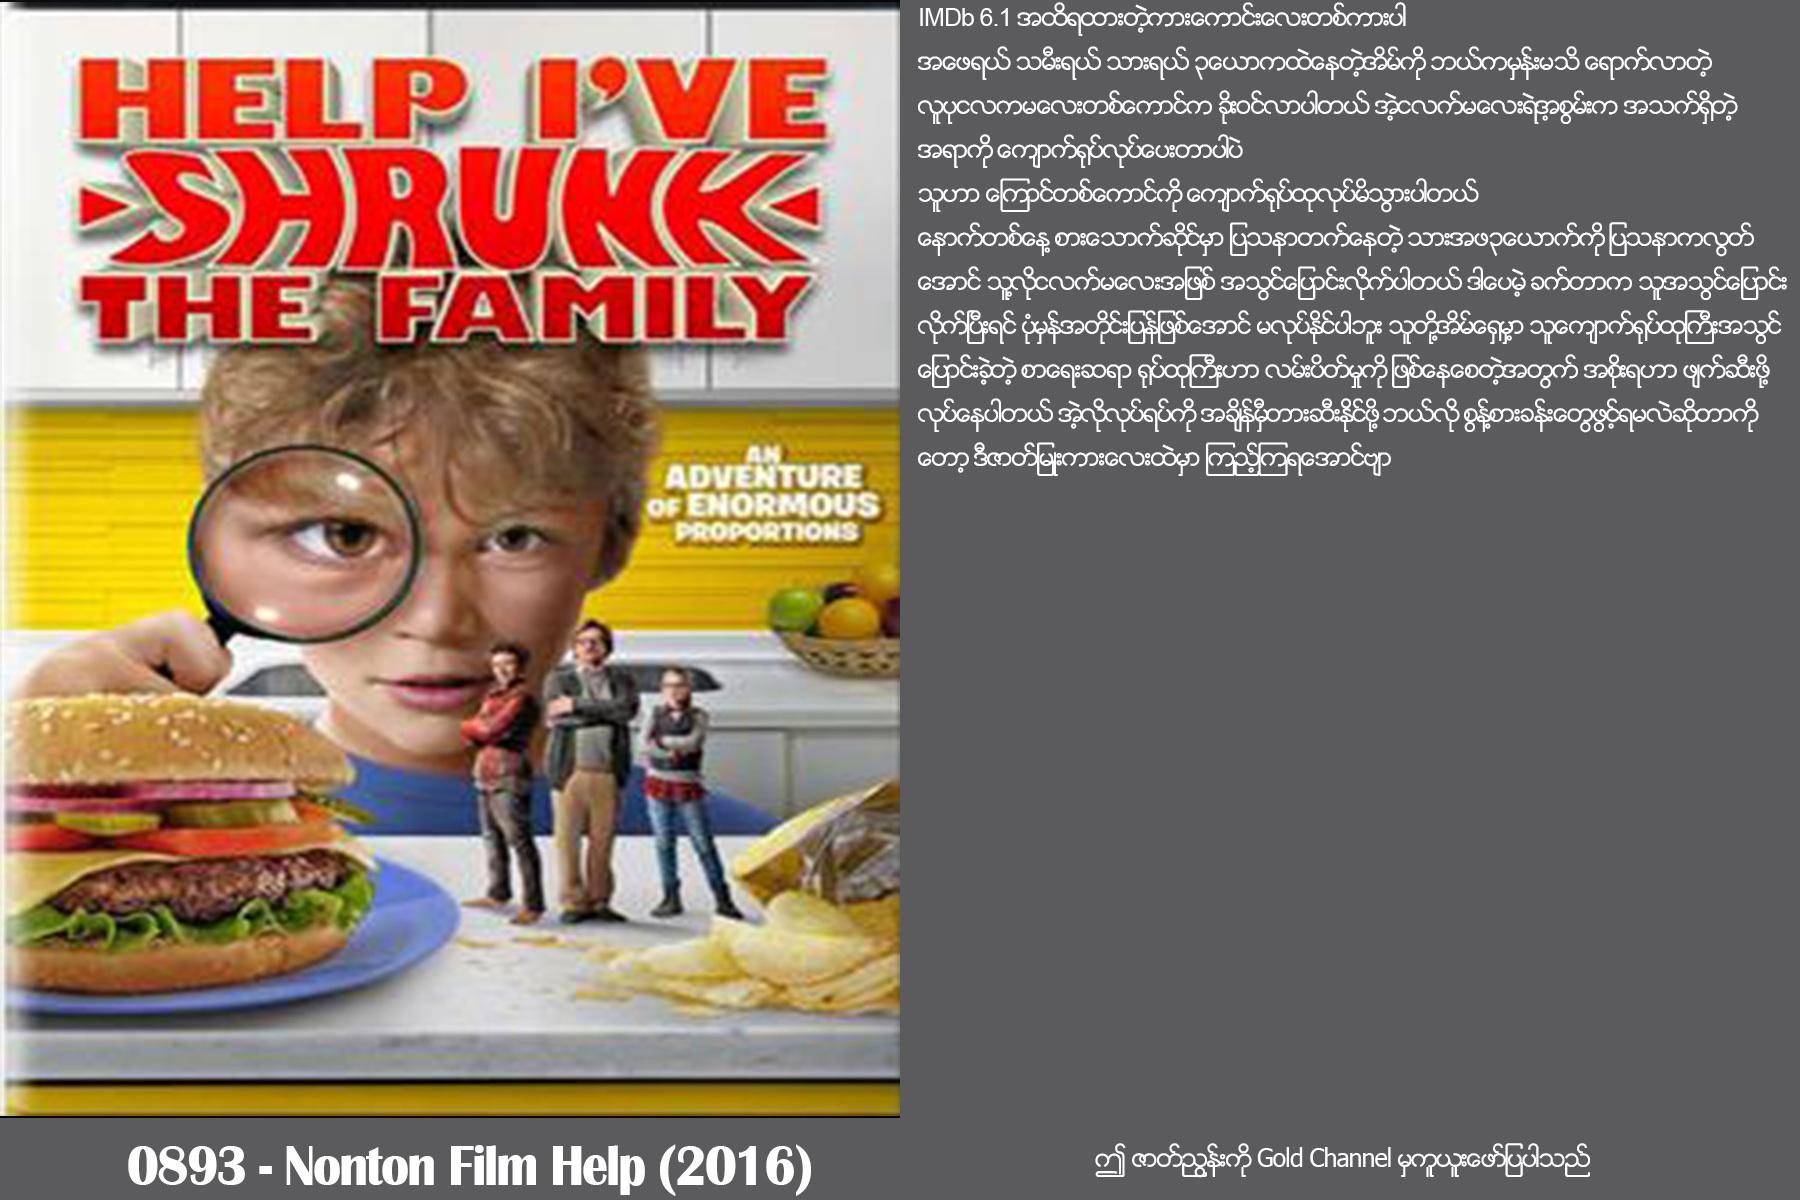 HELP I'VE
SHRUNK
THE FAMILY
AN
ADVENTURE
OF ENORMOUS
PROPORTIONS
0893 - Nonton Film Help (2016)
IMDb 6.1 အထိရထားတဲ့ကားကောင်းလေးတစ်ကားပါ
အဖေရယ် သမီးရယ် သားရယ် ၃ယောကထဲနေတဲ့အိမ်ကို ဘယ်ကမှန်းမသိ ရောက်လာတဲ့
လူပုငလကမလေးတစ်ကောင်က ခိုးဝင်လာပါတယ် အဲ့ငလက်မလေးရဲ့အစွမ်းက အသက်ရှိတဲ့
အရာကို ကျောက်ရုပ်လုပ်ပေးတာပါပဲ
သူဟာ ကြောင်တစ်ကောင်ကို ကျောက်ရုပ်ထုလုပ်မိသွားပါတယ်
နောက်တစ်နေ့ စားသောက်ဆိုင်မှာ ပြသနာတက်နေတဲ့ သားအဖ၃ယောက်ကို ပြသနာကလွတ်
အောင် သူ့လိုငလက်မလေးအဖြစ် အသွင်ပြောင်းလိုက်ပါတယ် ဒါပေမဲ့ ခက်တာက သူအသွင်ပြောင်း
လိုက်ပြီးရင် ပုံမှန်အတိုင်းပြန်ဖြစ်အောင် မလုပ်နိုင်ပါဘူး သူတို့အိမ်ရှေ့မှာ သူကျောက်ရုပ်ထုကြီးအသွင်
ပြောင်းခဲ့တဲ့ စာရေးဆရာ ရုပ်ထုကြီးဟာ လမ်းပိတ်မှုကို ဖြစ်နေစေတဲ့အတွက် အစိုးရဟာ ဖျက်ဆီးဖို့
လုပ်နေပါတယ် အဲ့လိုလုပ်ရပ်ကို အချိန်မှီတားဆီးနိုင်ဖို့ ဘယ်လို စွန့်စားခန်းတွေဖွင့်ရမလဲဆိုတာကို
တော့ ဒီဇာတ်မြူးကားလေးထဲမှာ ကြည့်ကြရအောင်ဗျာ
ဤ ဇာတ်ညွှန်းကို Gold Channel မှကူယူးဖော်ပြပါသည်